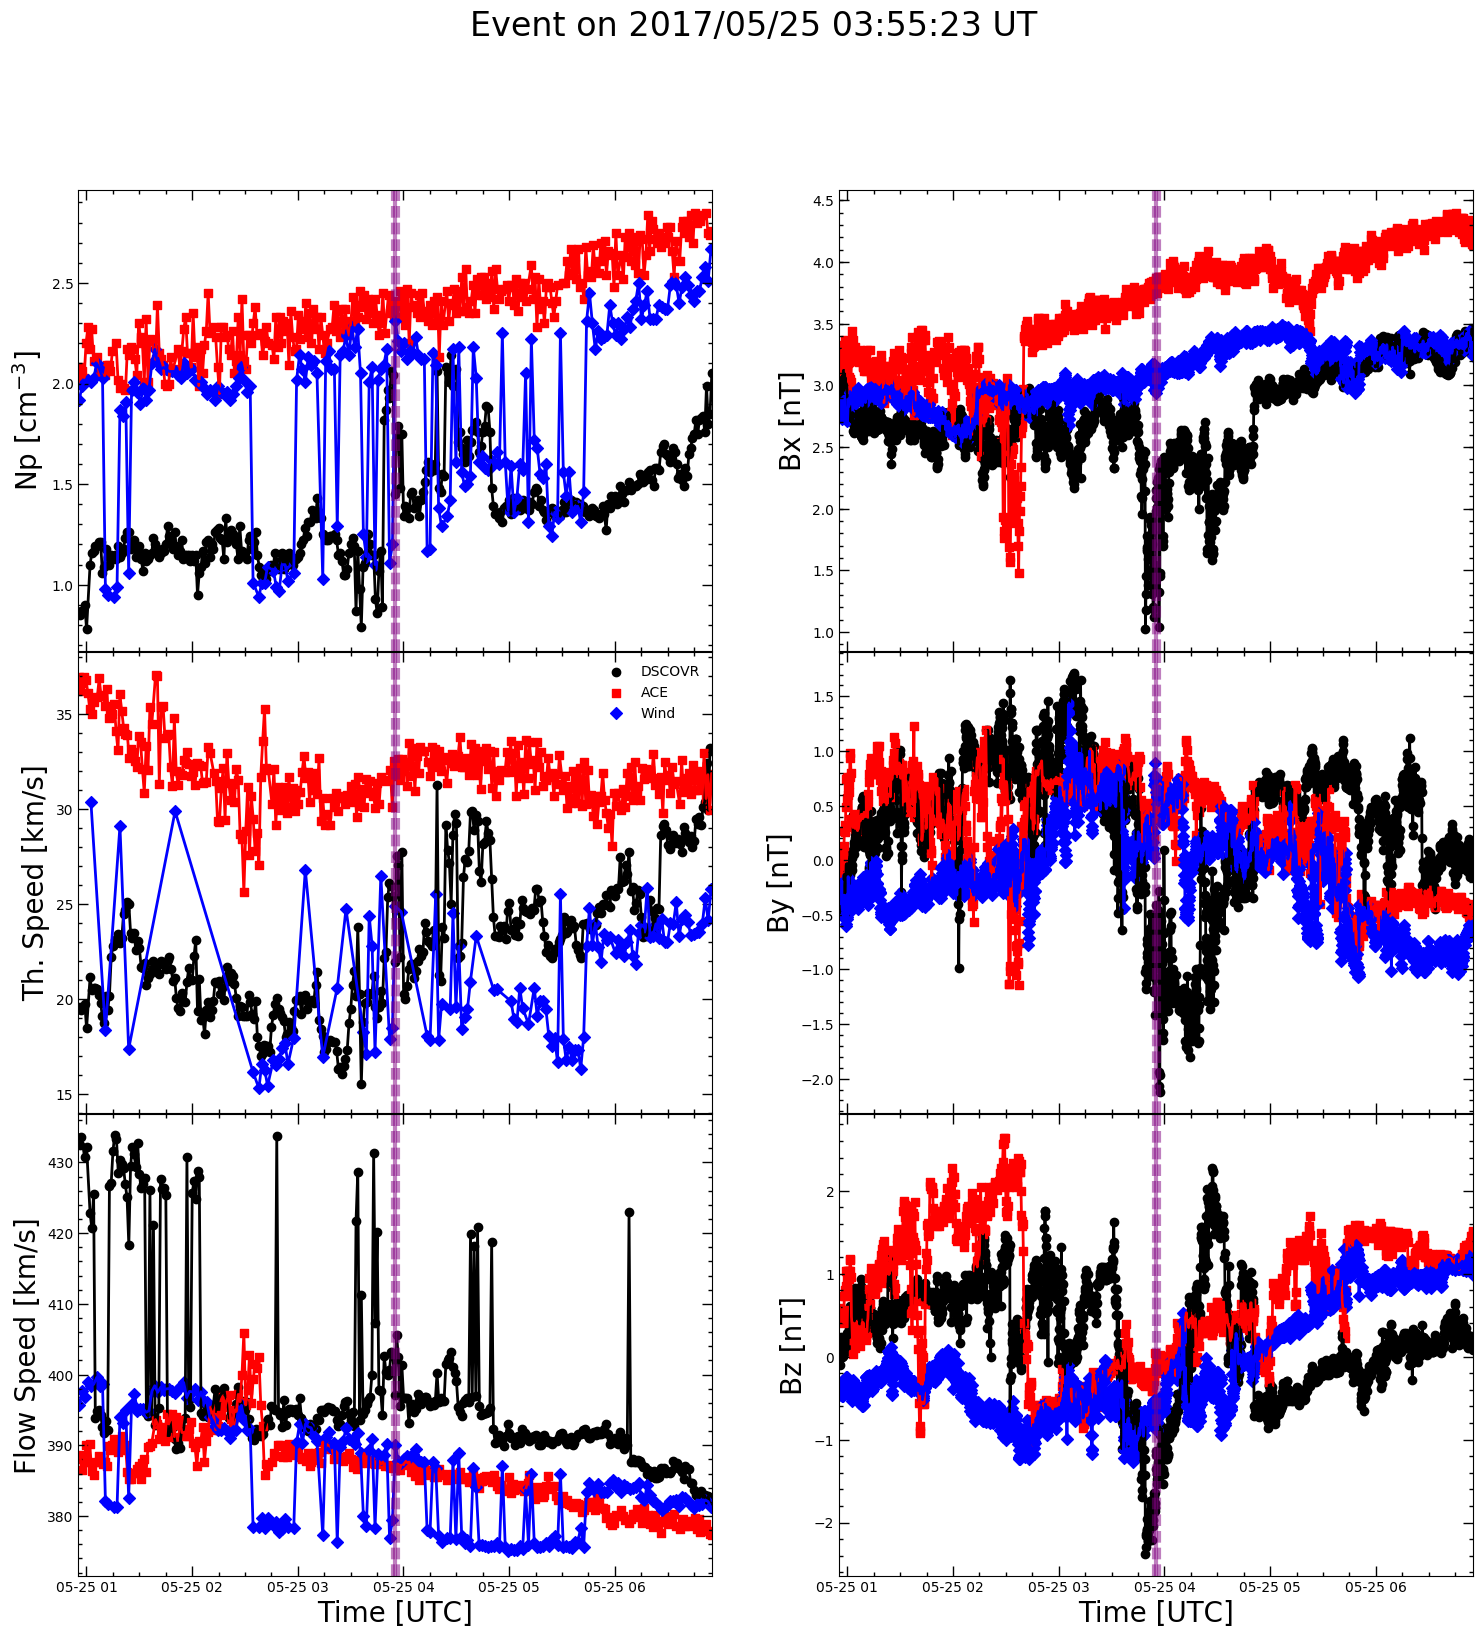 Event on 2017/05/25 03:55:23 UT
Np [cm⁻³]
2.5
2.0
1.5
1.0
Th. Speed [km/s]
35
30
25
20
15
DSCOVR
ACE
Wind
Flow Speed [km/s]
430
420
410
400
390
380
05-25 01 05-25 02 05-25 03 05-25 04 05-25 05 05-25 06
Time [UTC]
Bx [nT]
4.5
4.0
3.5
3.0
2.5
2.0
1.5
1.0
By [nT]
1.5
1.0
0.5
0.0
−0.5
−1.0
−1.5
−2.0
Bz [nT]
2
1
0
−1
−2
05-25 01 05-25 02 05-25 03 05-25 04 05-25 05 05-25 06
Time [UTC]